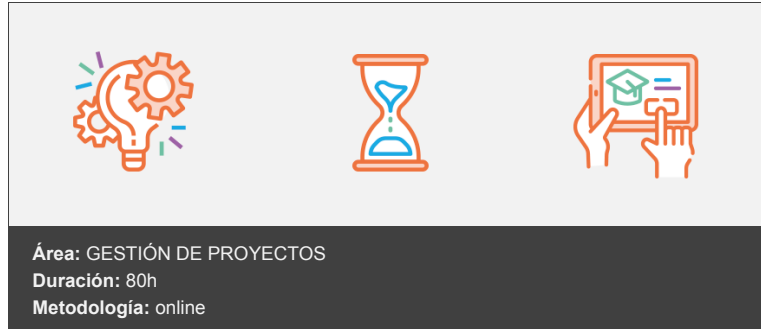 Área: GESTIÓN DE PROYECTOS
Duración: 80h
Metodología: online